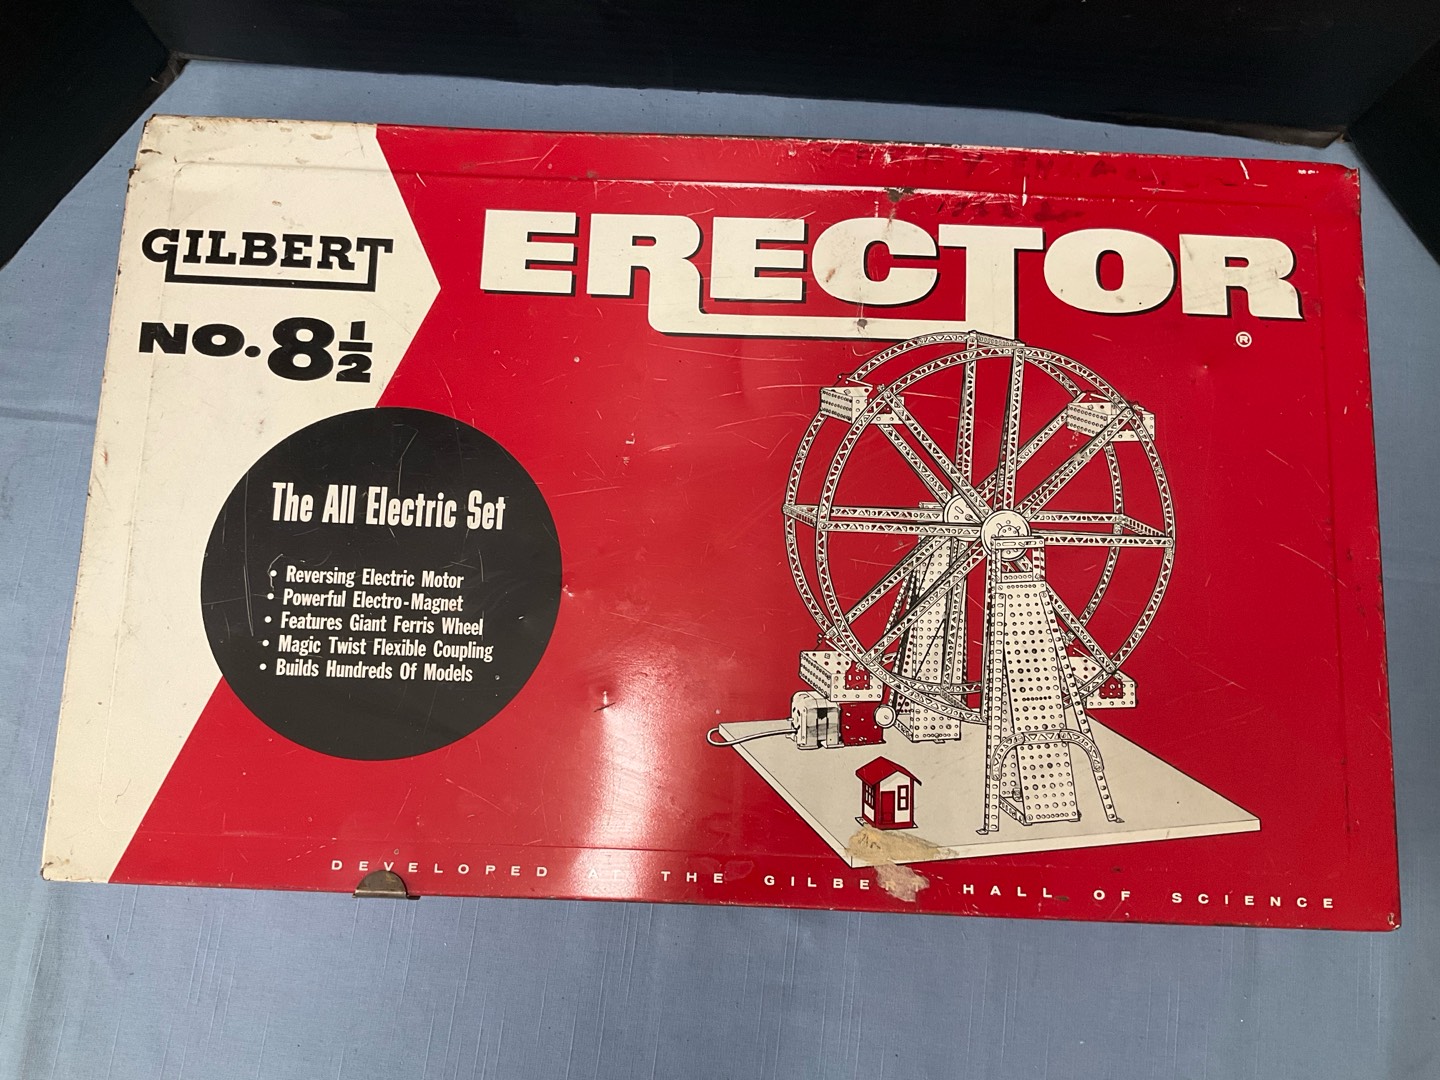 GILBERT
NO. 8 1/2
ERECTOR
®
The All Electric Set
• Reversing Electric Motor
• Powerful Electro-Magnet
• Features Giant Ferris Wheel
• Magic Twist Flexible Coupling
• Builds Hundreds Of Models
DEVELOPED AT THE GILBE HALL OF SCIENCE